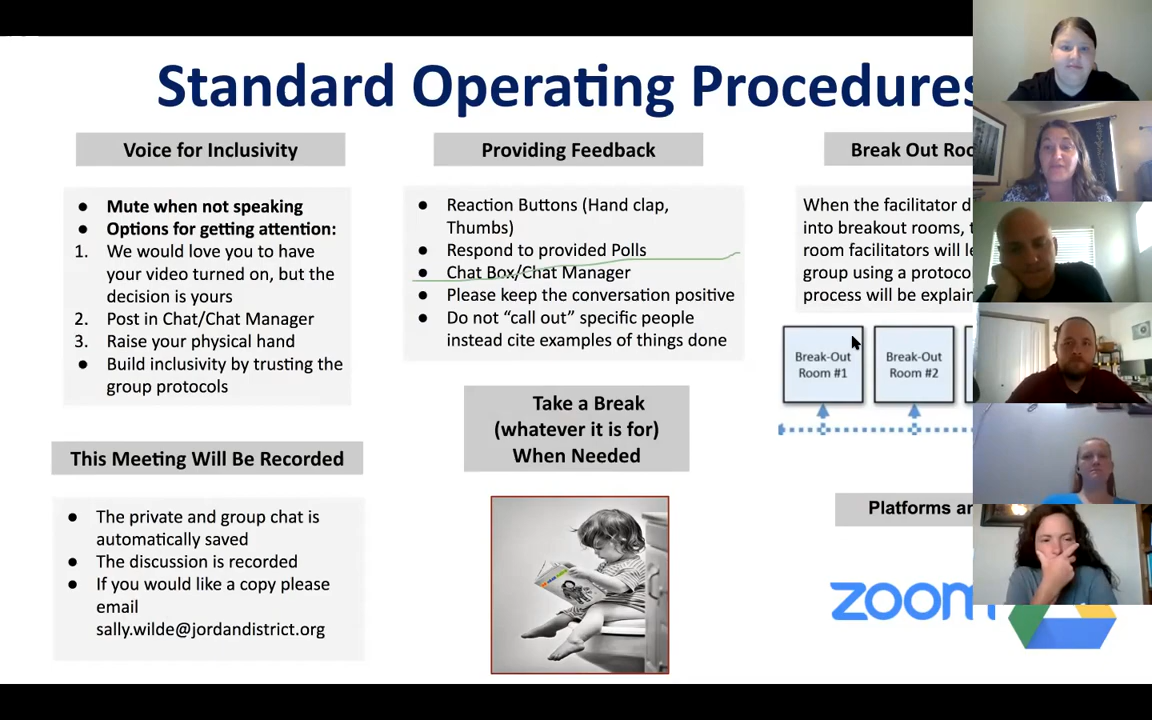 Standard Operating Procedures
Voice for Inclusivity
● Mute when not speaking
● Options for getting attention:
1. We would love you to have
your video turned on, but the
decision is yours
2. Post in Chat/Chat Manager
3. Raise your physical hand
● Build inclusivity by trusting the
group protocols
This Meeting Will Be Recorded
● The private and group chat is
automatically saved
● The discussion is recorded
● If you would like a copy please
email
sally.wilde@jordandistrict.org
Providing Feedback
● Reaction Buttons (Hand clap,
Thumbs)
● Respond to provided Polls
● Chat Box/Chat Manager
● Please keep the conversation positive
● Do not “call out” specific people
instead cite examples of things done
Take a Break
(whatever it is for)
When Needed
Break Out
When the facilitator
into breakout rooms,
room facilitators will
group using a protocol
process will be
Break-Out
Room #1
Break-Out
Room #2
Platforms
zoom